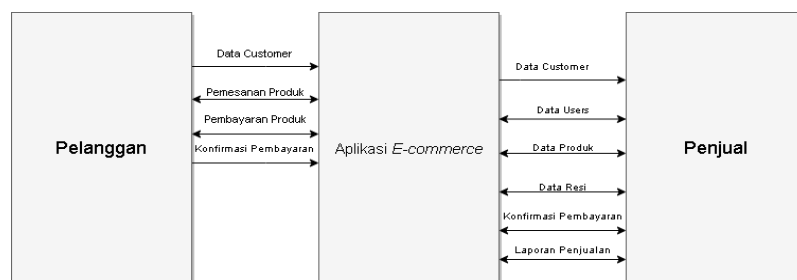 Pelanggan
Data Customer
Pemesanan Produk
Pembayaran Produk
Konfirmasi Pembayaran
Aplikasi E-commerce
Data Customer
Data Users
Data Produk
Data Resi
Konfirmasi Pembayaran
Laporan Penjualan
Penjual